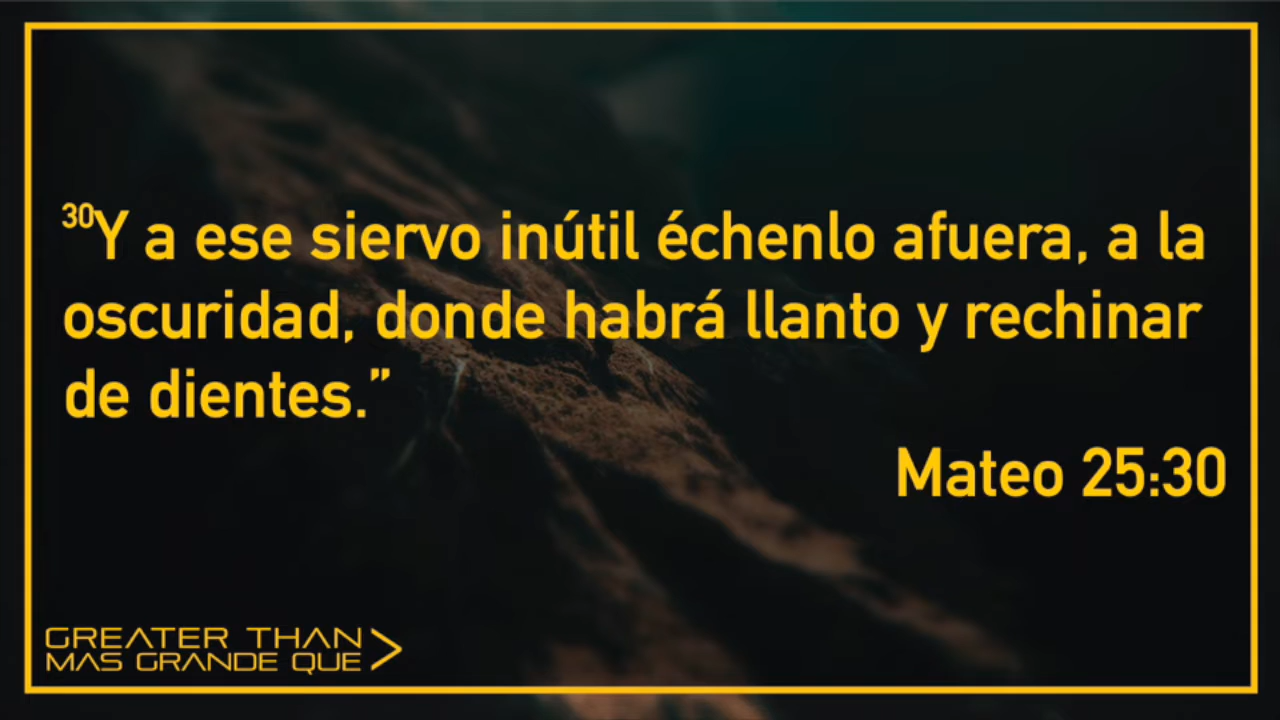 30Y a ese siervo inútil échenlo afuera, a la
oscuridad, donde habrá llanto y rechinar
de dientes.”
Mateo 25:30
GREATER THAN
MAS GRANDE QUE >